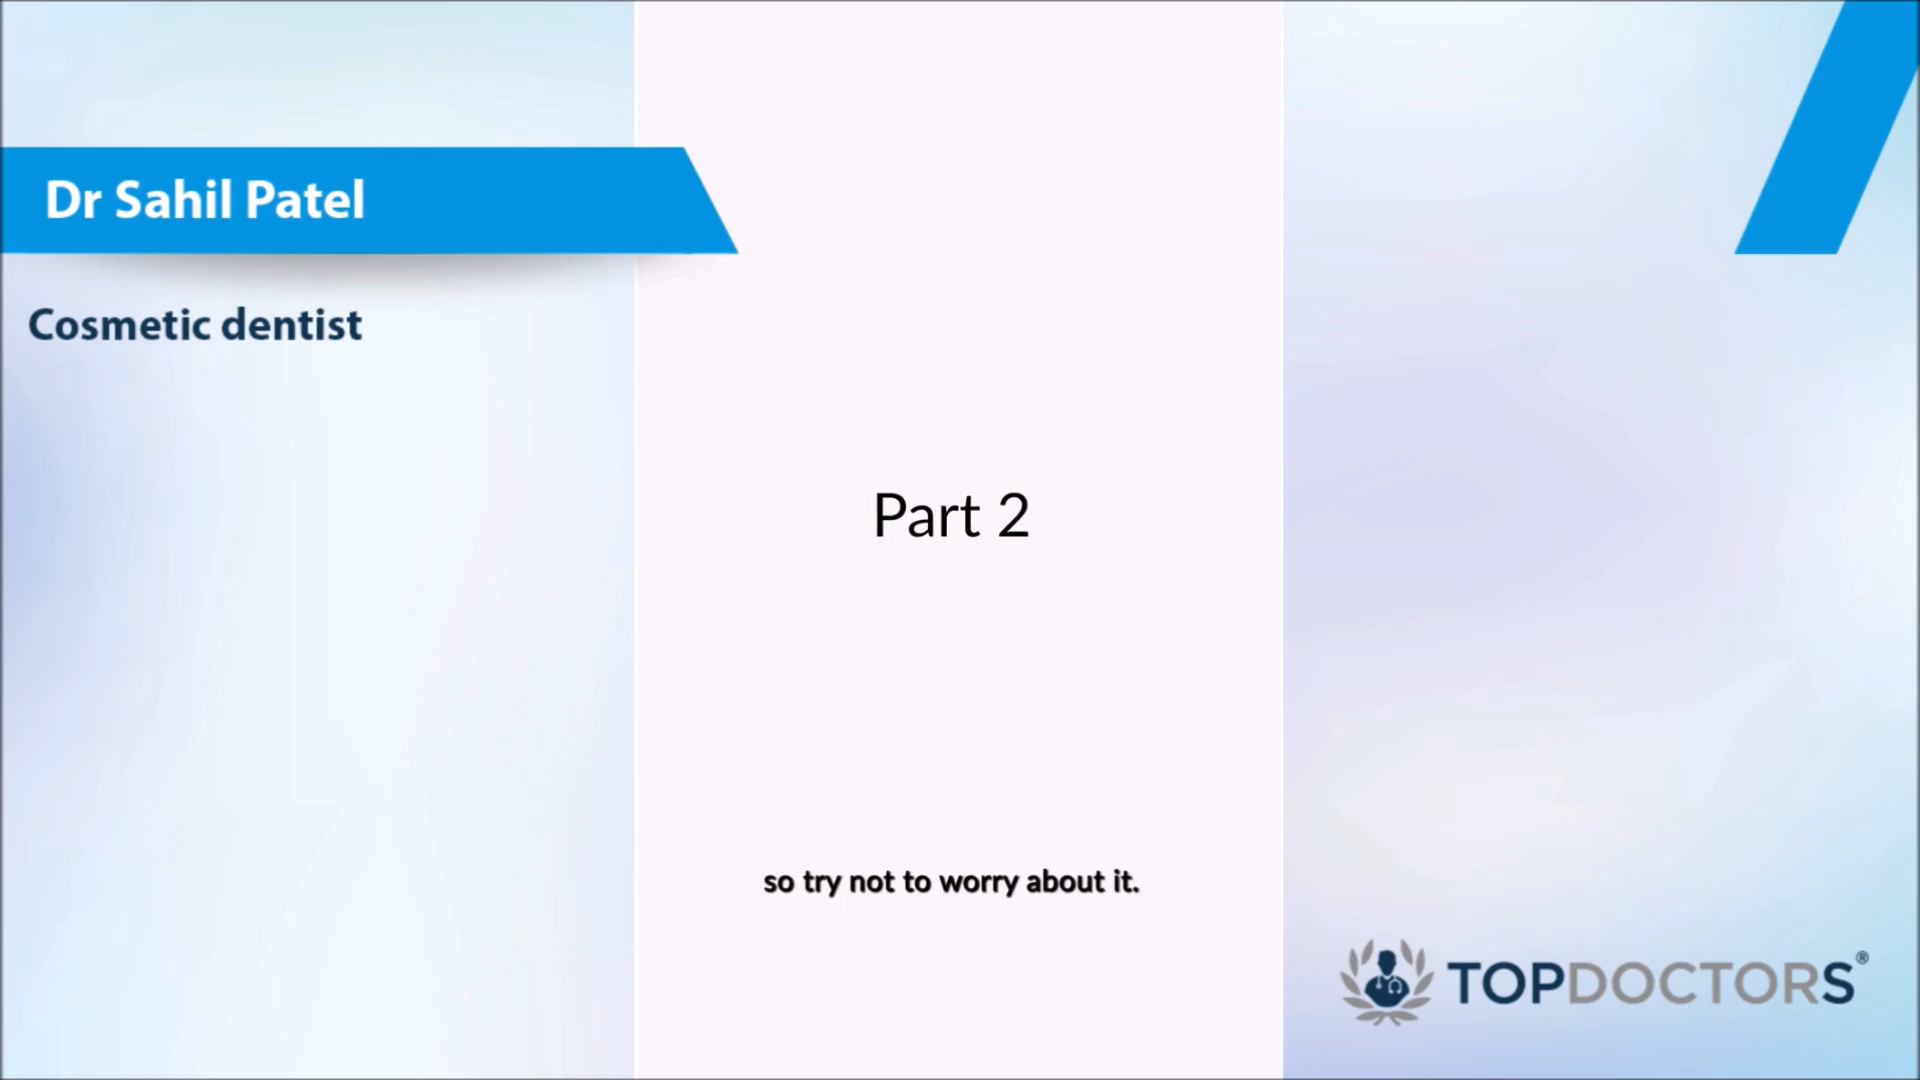 Dr Sahil Patel
Cosmetic dentist
Part 2
so try not to worry about it.
TOPDOCTORS®